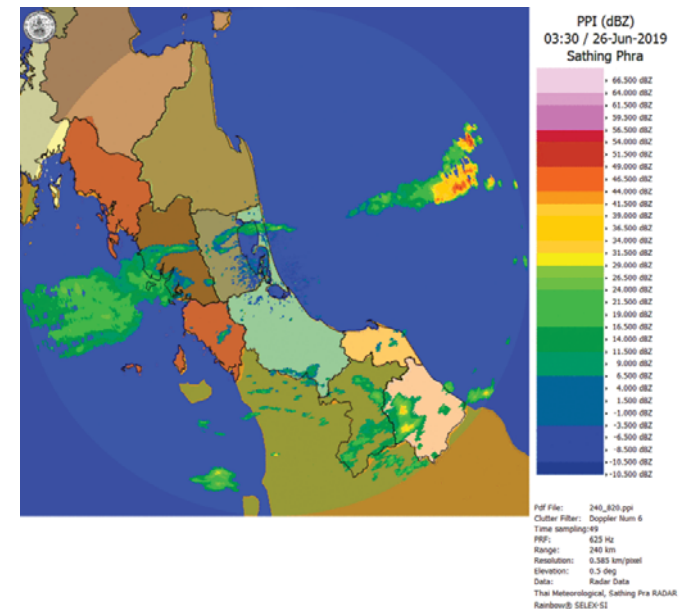 PPI (dBZ)
03:30 / 26-Jun-2019
Sathing Phra
66.500 dBZ
64.000 dBZ
61.500 dBZ
59.500 dBZ
56.500 dBZ
54.000 dBZ
51.500 dBZ
49.000 dBZ
46.500 dBZ
44.000 dBZ
41.500 dBZ
39.000 dBZ
36.500 dBZ
34.000 dBZ
31.500 dBZ
29.000 dBZ
26.500 dBZ
24.000 dBZ
21.500 dBZ
19.000 dBZ
16.500 dBZ
14.000 dBZ
11.500 dBZ
9.000 dBZ
6.500 dBZ
4.000 dBZ
1.500 dBZ
-1.000 dBZ
-3.500 dBZ
-6.000 dBZ
-8.500 dBZ
-10.500 dBZ
-10.500 dBZ
Pdf File: 240_820.ppi
Clutter Filter: Doppler Num 6
Time sampling:49
PRF: 625 Hz
Range: 240 km
Resolution: 0.585 km/pixel
Elevation: 0.5 deg
Data: Radar Data
Thai Meteorological, Sathing Pra RADAR
Rainbow® SELEX-SI